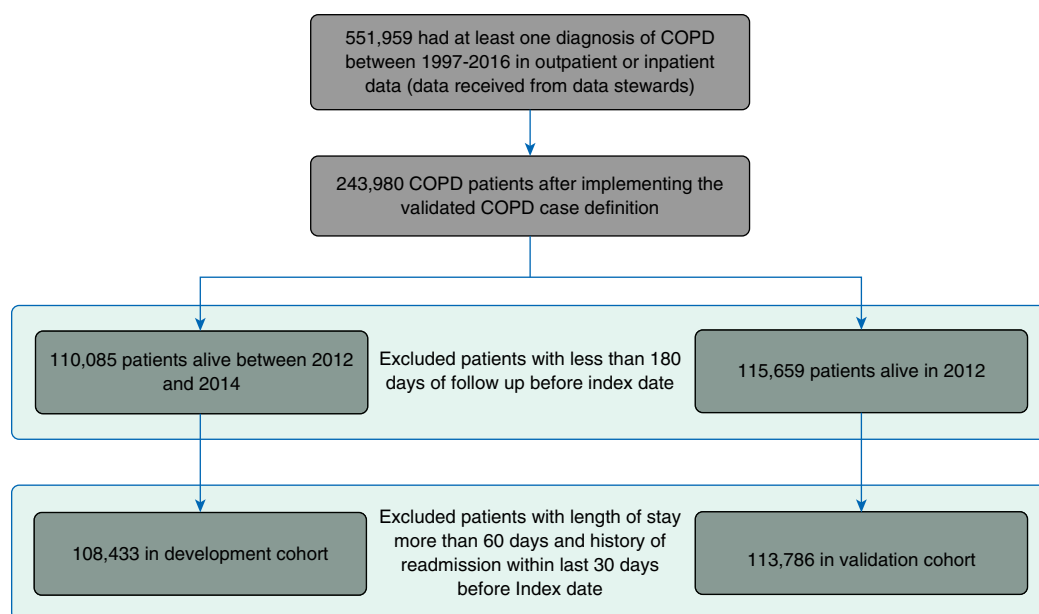 551,959 had at least one diagnosis of COPD
between 1997-2016 in outpatient or inpatient
data (data received from data stewards)
243,980 COPD patients after implementing the
validated COPD case definition
110,085 patients alive between 2012
and 2014
Excluded patients with less than 180
days of follow up before index date
115,659 patients alive in 2012
108,433 in development cohort
Excluded patients with length of stay
more than 60 days and history of
readmission within last 30 days
before Index date
113,786 in validation cohort